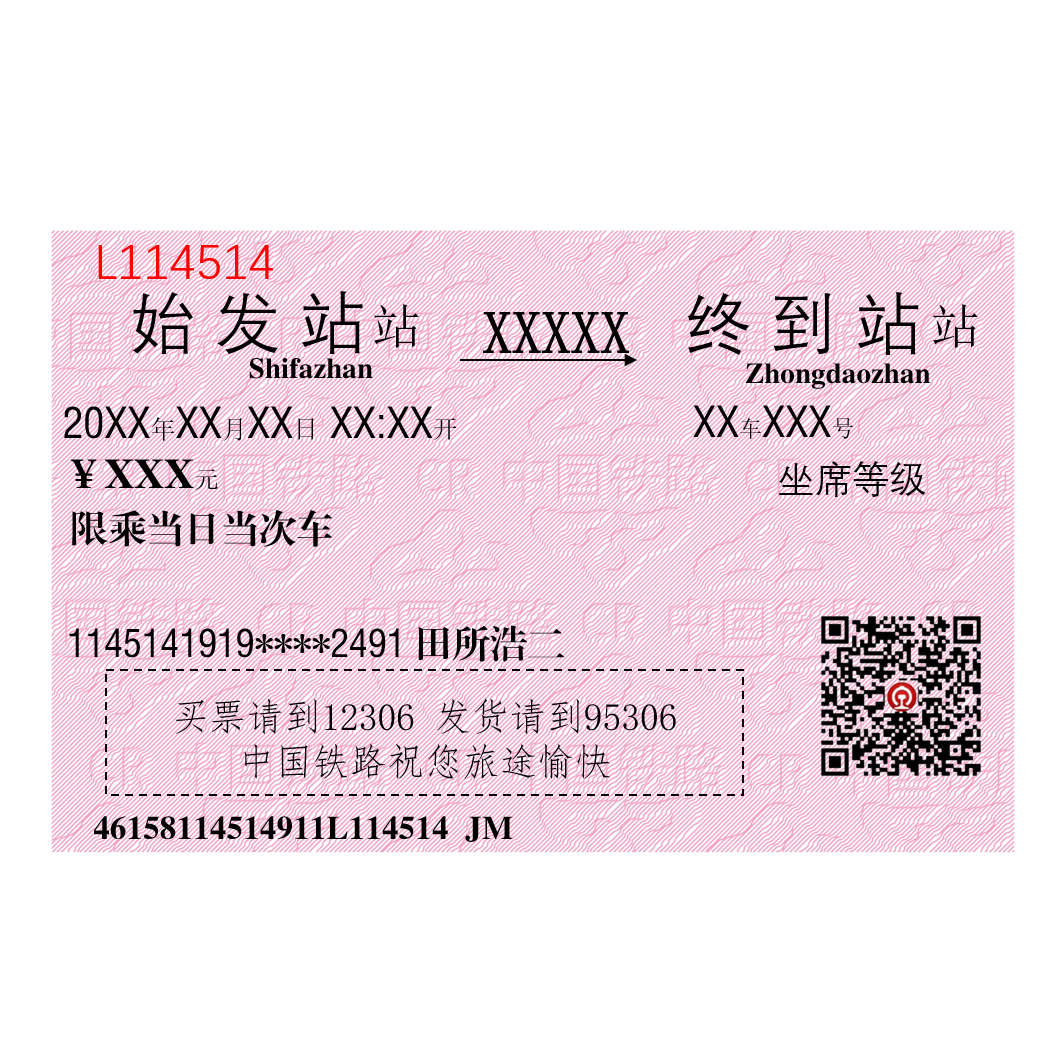 L114514
始发站站 XXXXX 终到站站
Shifazhan Zhongdaozhan
20XX年XX月XX日 XX:XX开 XX车XXX号
¥XXX元 坐席等级
限乘当日当次车
1145141919****2491 田所浩二
买票请到12306 发货请到95306
中国铁路祝您旅途愉快
46158114514911L114514 JM